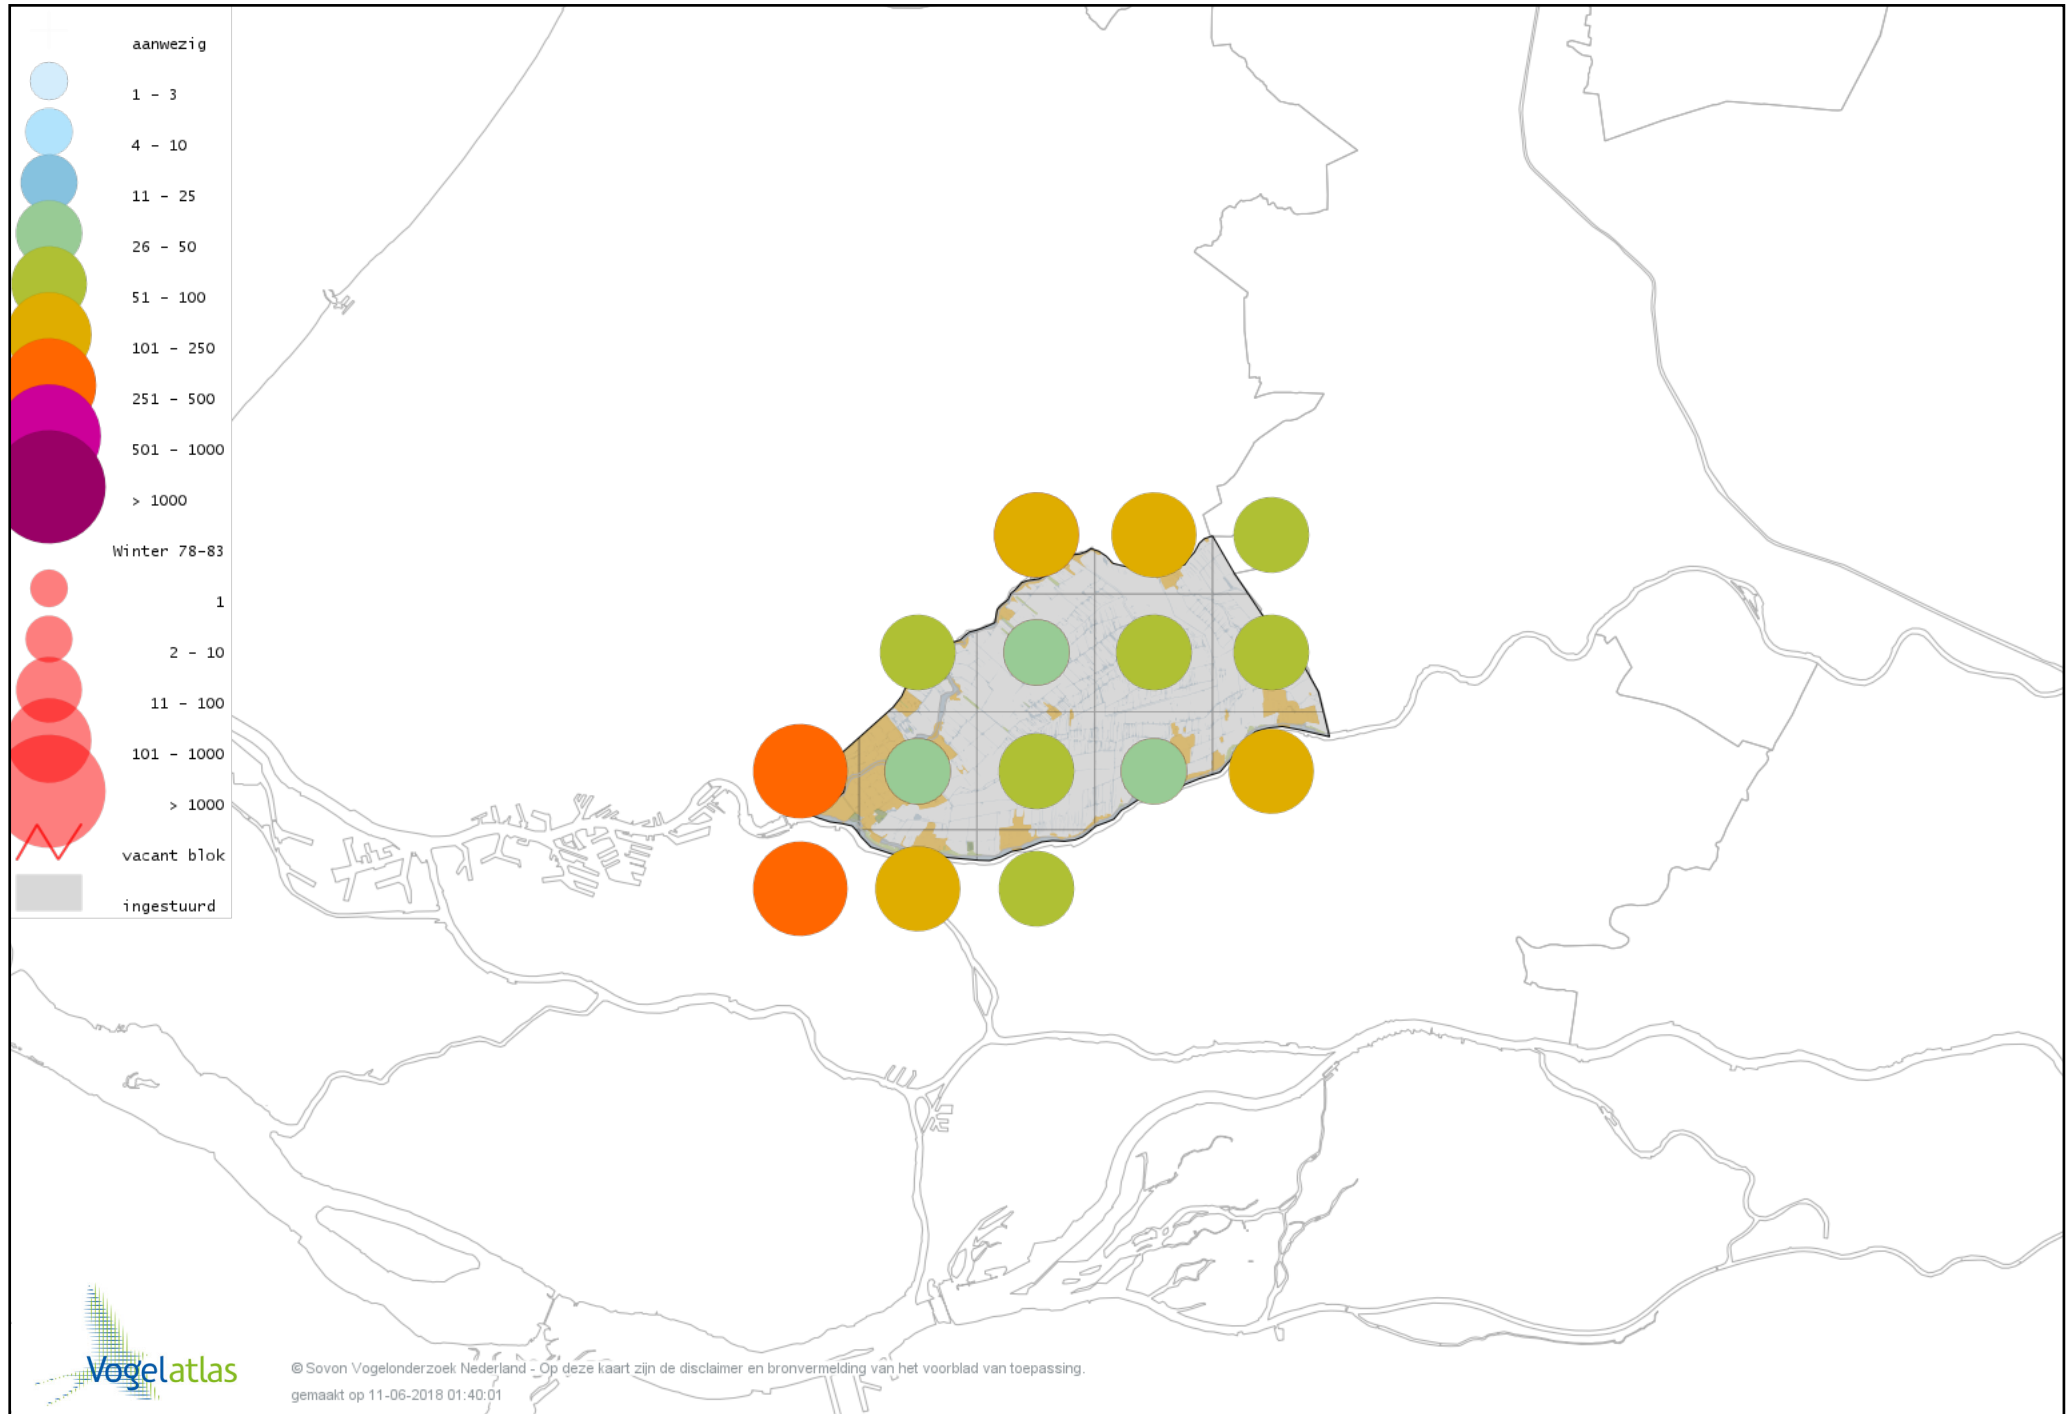 aanwezig
1 - 3
4 - 10
11 - 25
26 - 50
51 - 100
101 - 250
251 - 500
501 - 1000
> 1000
Winter 78-83
1
2 - 10
11 - 100
101 - 1000
> 1000
vacant blok
ingestuurd
Vogelatlas
© Sovon Vogelonderzoek Nederland - Op deze kaart zijn de disclaimer en bronvermelding van het voorblad van toepassing.
gemaakt op 11-06-2018 01:40:01